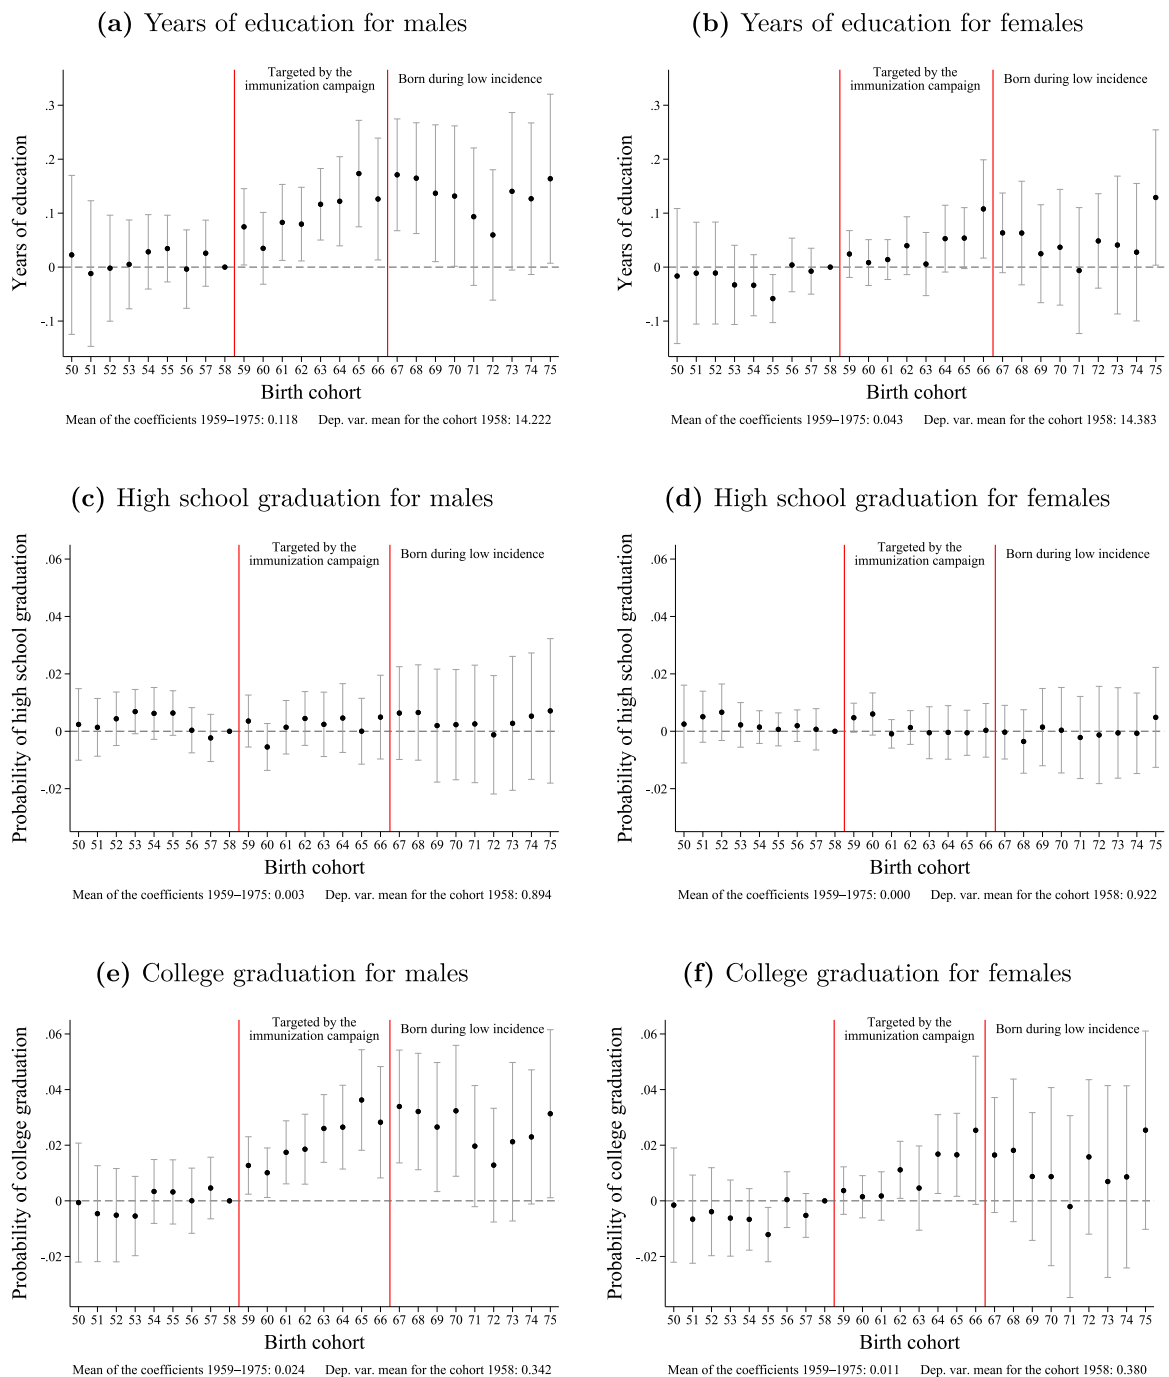 (a) Years of education for males
Targeted by the
immunization campaign
Born during low incidence
Years of education
.3
.2
.1
0
-.1
50 51 52 53 54 55 56 57 58 59 60 61 62 63 64 65 66 67 68 69 70 71 72 73 74 75
Birth cohort
Mean of the coefficients 1959–1975: 0.118 Dep. var. mean for the cohort 1958: 14.222
(b) Years of education for females
Targeted by the
immunization campaign
Born during low incidence
Years of education
.3
.2
.1
0
-.1
50 51 52 53 54 55 56 57 58 59 60 61 62 63 64 65 66 67 68 69 70 71 72 73 74 75
Birth cohort
Mean of the coefficients 1959–1975: 0.043 Dep. var. mean for the cohort 1958: 14.383
(c) High school graduation for males
Targeted by the
immunization campaign
Born during low incidence
Probability of high school graduation
.06
.04
.02
0
-.02
50 51 52 53 54 55 56 57 58 59 60 61 62 63 64 65 66 67 68 69 70 71 72 73 74 75
Birth cohort
Mean of the coefficients 1959–1975: 0.003 Dep. var. mean for the cohort 1958: 0.894
(d) High school graduation for females
Targeted by the
immunization campaign
Born during low incidence
Probability of high school graduation
.06
.04
.02
0
-.02
50 51 52 53 54 55 56 57 58 59 60 61 62 63 64 65 66 67 68 69 70 71 72 73 74 75
Birth cohort
Mean of the coefficients 1959–1975: 0.000 Dep. var. mean for the cohort 1958: 0.922
(e) College graduation for males
Targeted by the
immunization campaign
Born during low incidence
Probability of college graduation
.06
.04
.02
0
-.02
50 51 52 53 54 55 56 57 58 59 60 61 62 63 64 65 66 67 68 69 70 71 72 73 74 75
Birth cohort
Mean of the coefficients 1959–1975: 0.024 Dep. var. mean for the cohort 1958: 0.342
(f) College graduation for females
Targeted by the
immunization campaign
Born during low incidence
Probability of college graduation
.06
.04
.02
0
-.02
50 51 52 53 54 55 56 57 58 59 60 61 62 63 64 65 66 67 68 69 70 71 72 73 74 75
Birth cohort
Mean of the coefficients 1959–1975: 0.011 Dep. var. mean for the cohort 1958: 0.380